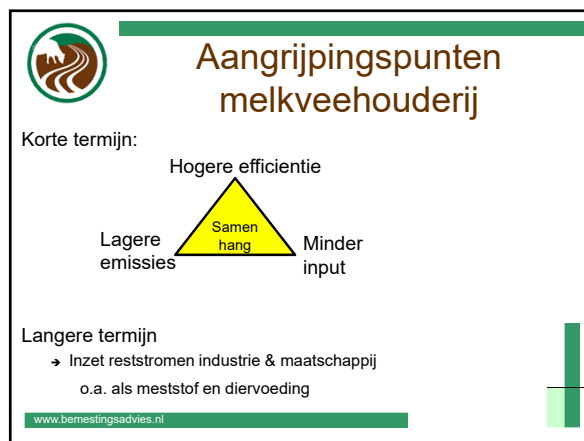 Aangrijpingspunten
melkveehouderij
Korte termijn:
Hogere efficientie
Samen
hang
Lagere
emissies
Minder
input
Langere termijn
➔ Inzet reststromen industrie & maatschappij
o.a. als meststof en diervoeding
www.bemestingsadvies.nl